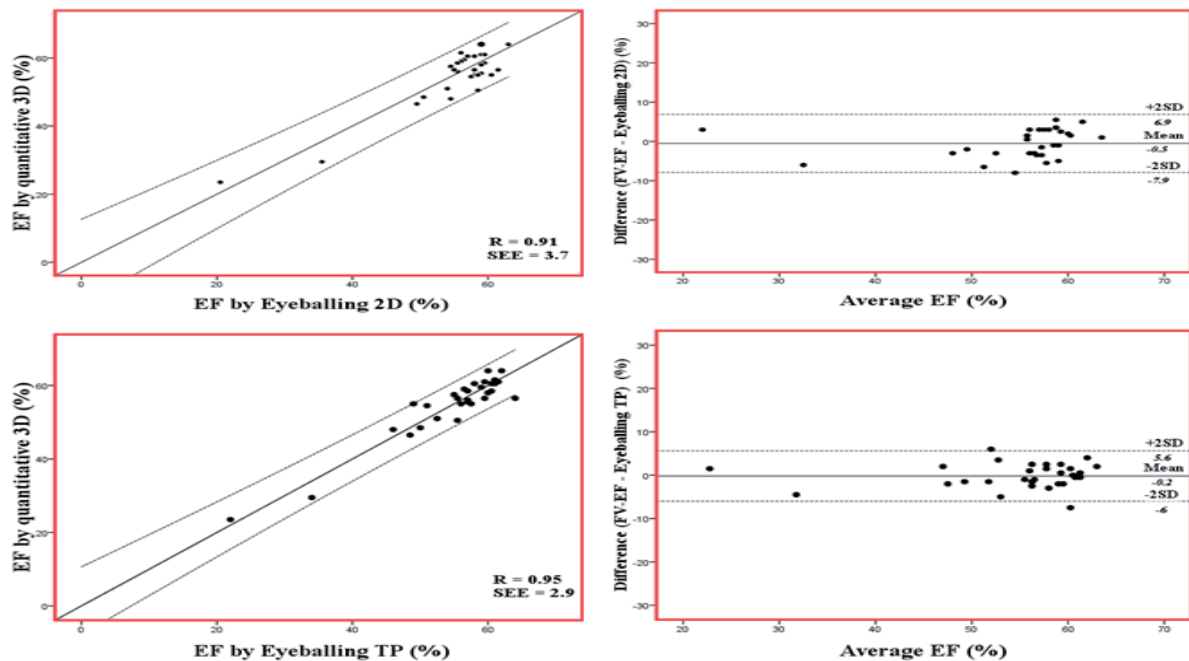 EF by quantitative 3D (%)
60
40
20
0
R = 0.91
SEE = 3.7
0 20 40 60
EF by Eyeballing 2D (%)
Difference (FV-EF - Eyeballing 2D) (%)
30
20
10
0
-10
-20
-30
+2SD
6.9
Mean
-0.5
-2SD
-7.9
20 30 40 50 60 70
Average EF (%)
EF by quantitative 3D (%)
60
40
20
0
R = 0.95
SEE = 2.9
0 20 40 60
EF by Eyeballing TP (%)
Difference (FV-EF - Eyeballing TP) (%)
30
20
10
0
-10
-20
-30
+2SD
5.6
Mean
-0.2
-2SD
-6
20 30 40 50 60 70
Average EF (%)